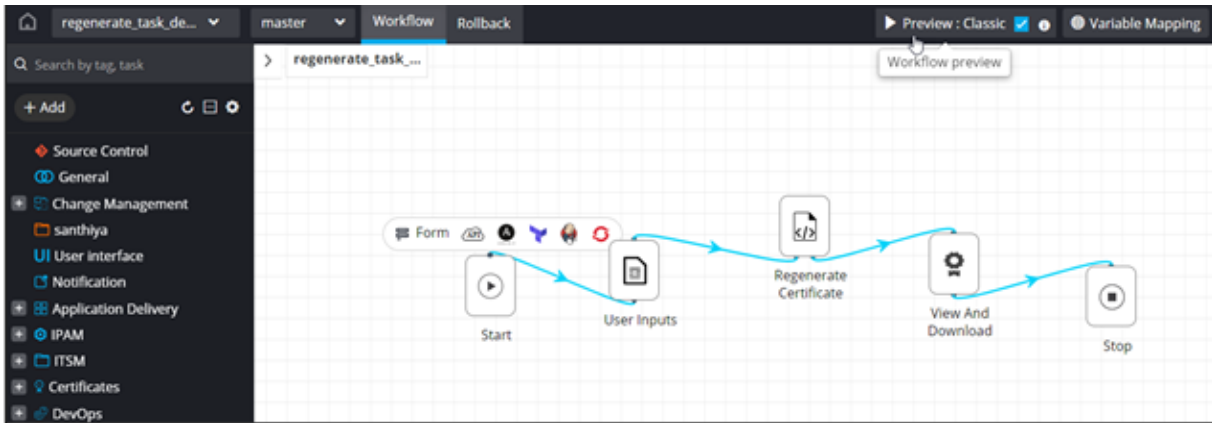 regenerate_task_de...
master
Workflow
Rollback
Preview : Classic
Variable Mapping
Workflow preview
Search by tag, task
+ Add
Source Control
General
Change Management
santhiya
UI User interface
Notification
Application Delivery
IPAM
ITSM
Certificates
DevOps
regenerate_task_...
Form
Start
User Inputs
Regenerate
Certificate
View And
Download
Stop